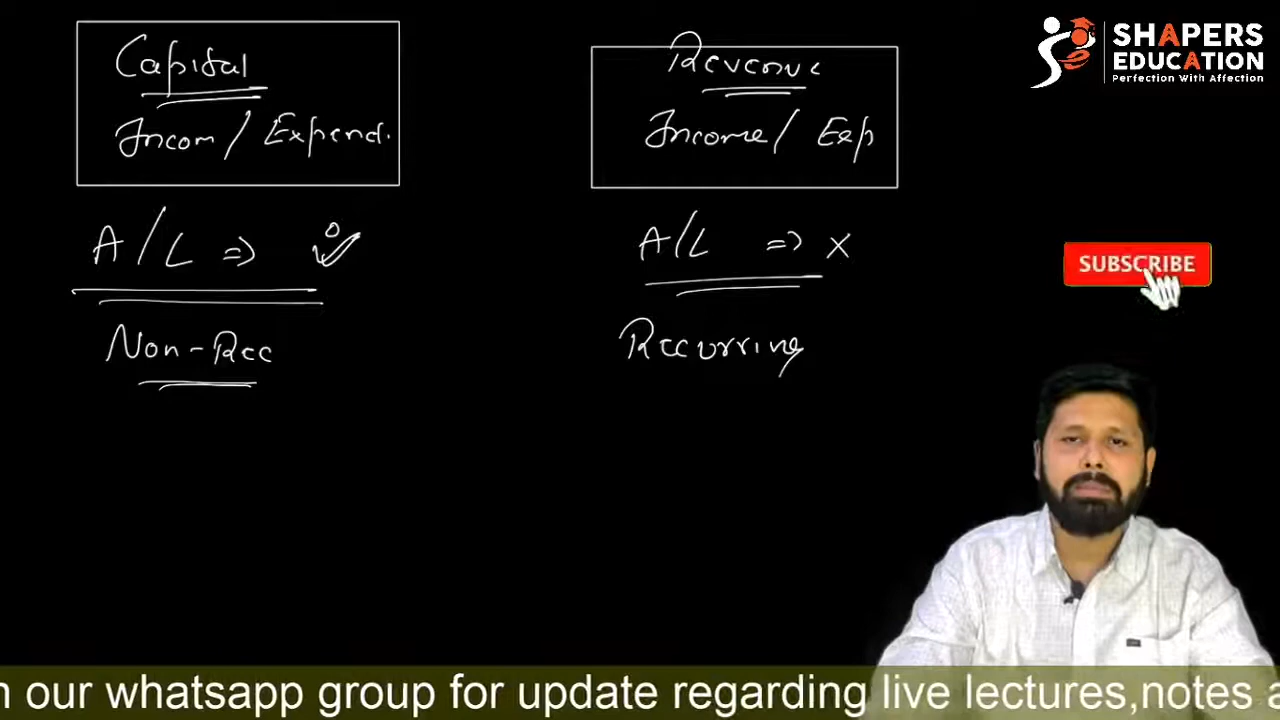 Capital
Incom / Expend.
A/L => ✓
Non-Rec
Revenue
Income / Exp
A/L => x
Recurring
SHAPERS
EDUCATION
Perfection With Affection
SUBSCRIBE
our whatsapp group for update regarding live lectures,notes